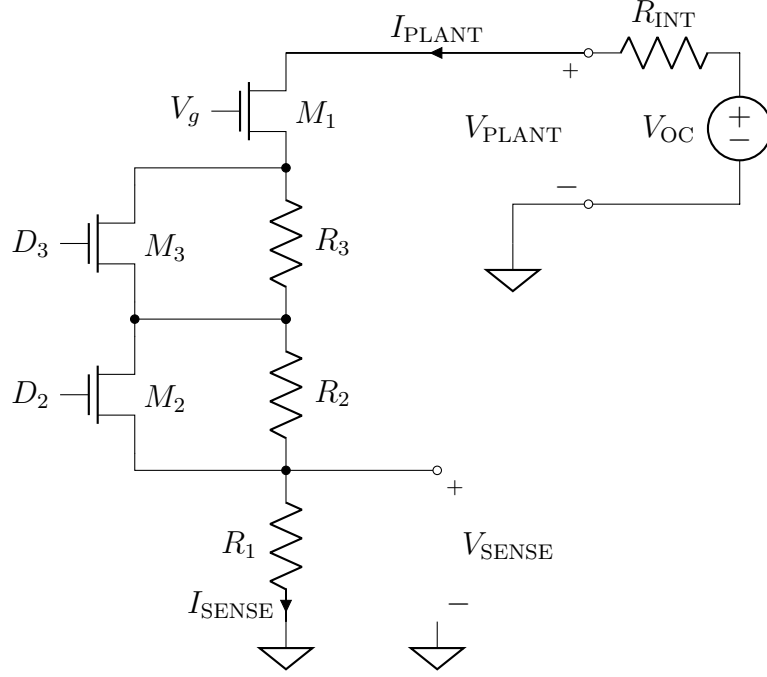 I_PLANT
R_INT
+
V_g
M_1
V_PLANT
V_OC
+
−
−
D_3
M_3
R_3
D_2
M_2
R_2
+
R_1
V_SENSE
I_SENSE
−